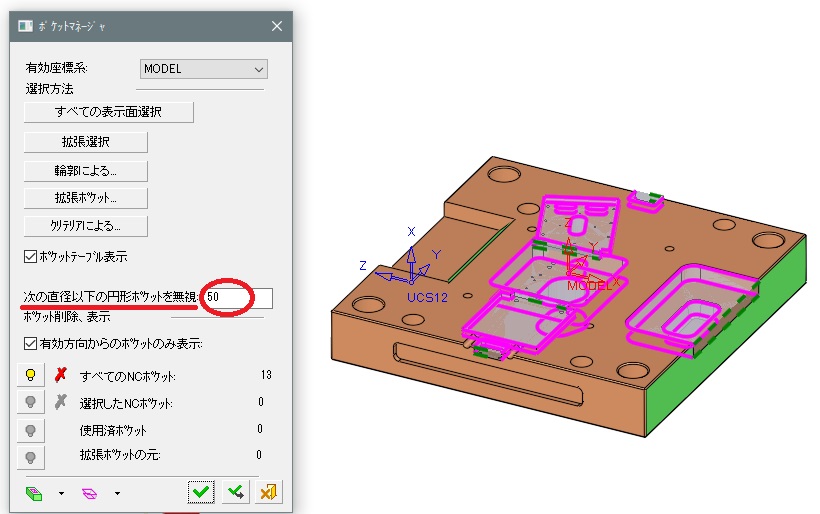 ﾎﾟｹｯﾄﾏﾈｰｼﾞｬ
有効座標系:
MODEL
選択方法
すべての表示面選択
拡張選択
輪郭による...
拡張ﾎﾟｹｯﾄ...
ｸﾘﾃﾘｱによる...
ﾎﾟｹｯﾄﾃｰﾌﾞﾙ表示
次の直径以下の円形ﾎﾟｹｯﾄを無視: 50
ﾎﾟｹｯﾄ削除、表示
有効方向からのﾎﾟｹｯﾄのみ表示:
すべてのNCﾎﾟｹｯﾄ: 13
選択したNCﾎﾟｹｯﾄ: 0
使用済ﾎﾟｹｯﾄ 0
拡張ﾎﾟｹｯﾄの元: 0
X
Y
Z
UCS12
Z
Y
X
MODEL